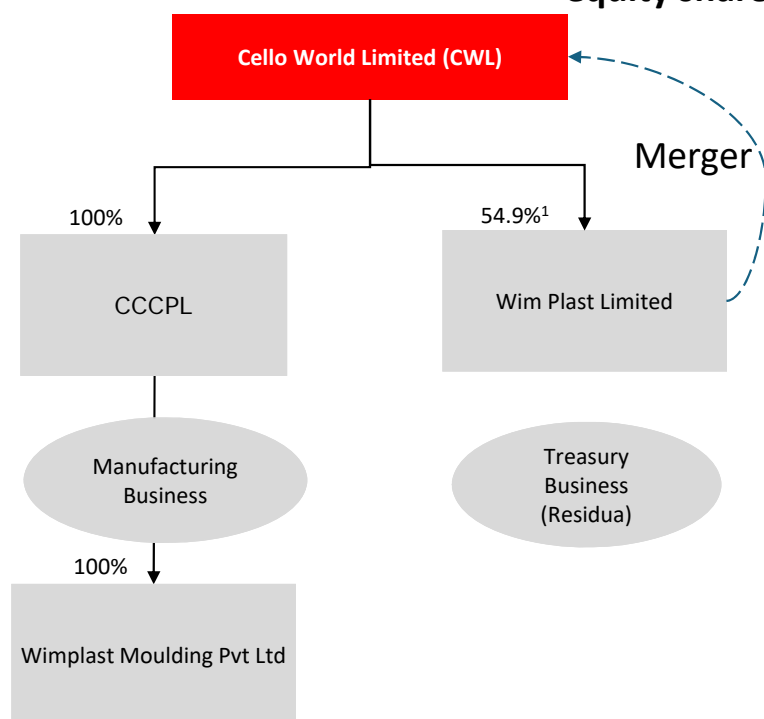 Cello World Limited (CWL)
Merger
100%
54.9%¹
CCCPL
Wim Plast Limited
Manufacturing
Business
Treasury
Business
(Residua)
100%
Wimplast Moulding Pvt Ltd